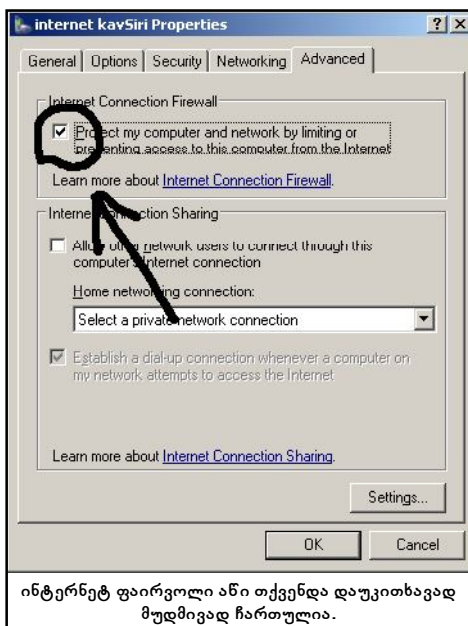 internet kavSiri Properties
General Options Security Networking Advanced
Internet Connection Firewall
Protect my computer and network by limiting or
preventing access to this computer from the Internet
Learn more about Internet Connection Firewall.
Internet Connection Sharing
Allow other network users to connect through this
computer's Internet connection
Home networking connection:
Select a private network connection
Establish a dial-up connection whenever a computer on
my network attempts to access the Internet
Learn more about Internet Connection Sharing.
Settings...
OK Cancel
ინტერნეტ ფაირვოლი აწი თქვენდა დაუკითხავად
მუდმივად ჩართულია.